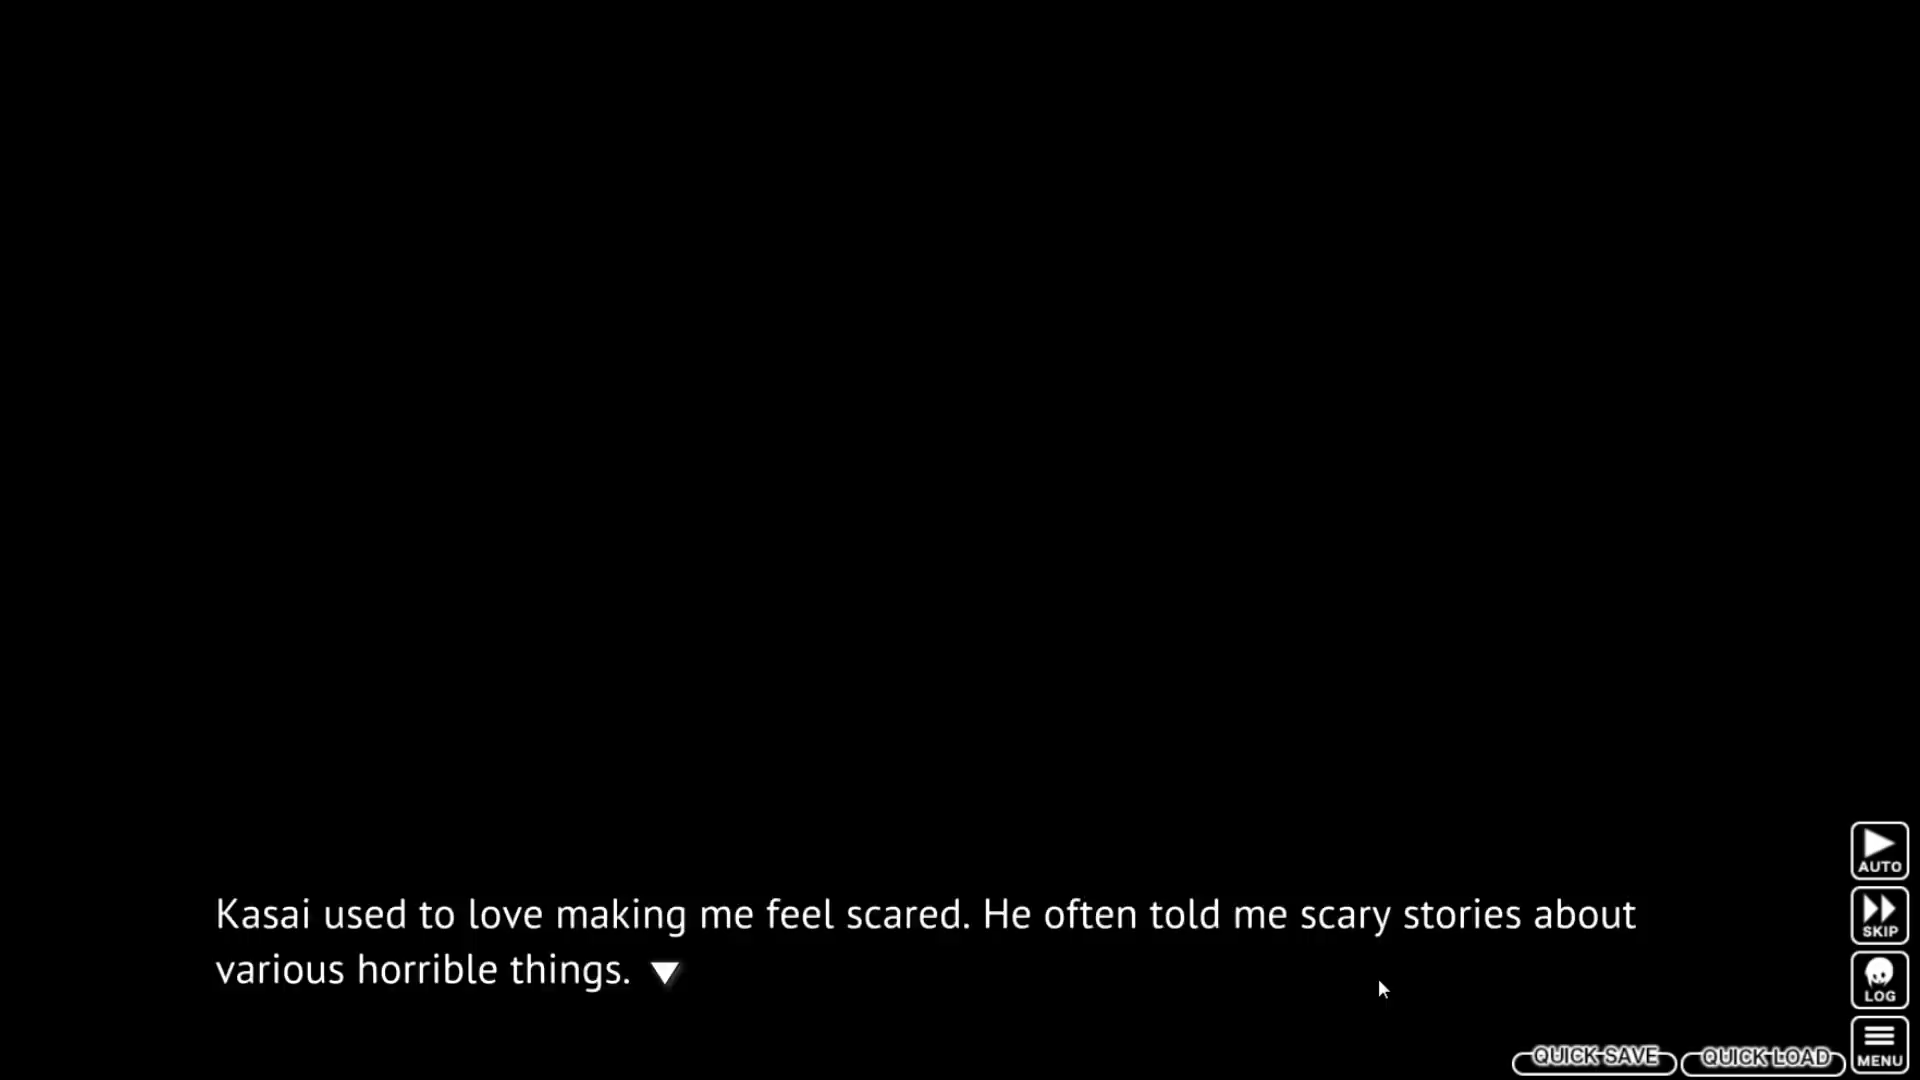 Kasai used to love making me feel scared. He often told me scary stories about
various horrible things.
AUTO
SKIP
LOG
MENU
QUICK SAVE
QUICK LOAD